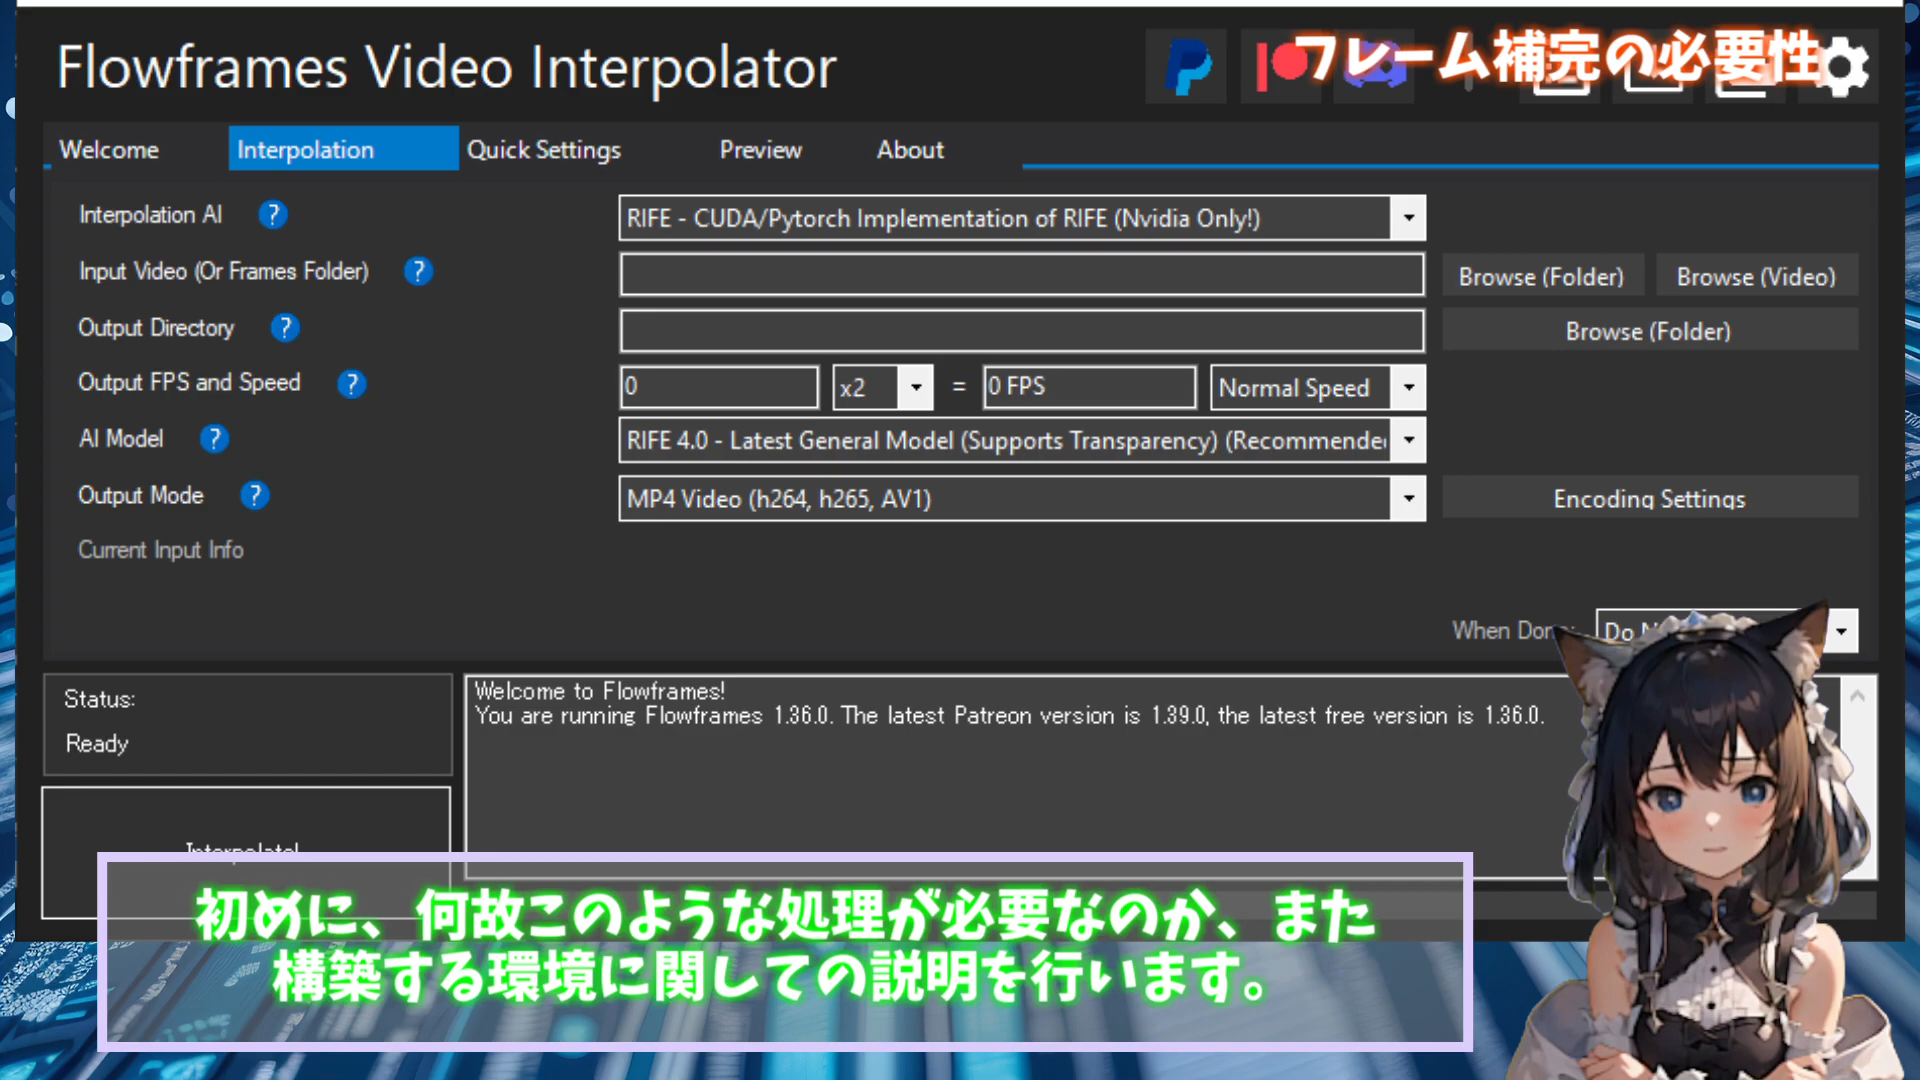 Flowframes Video Interpolator
フレーム補完の必要性
Welcome
Interpolation
Quick Settings
Preview
About
Interpolation AI ?
RIFE - CUDA/Pytorch Implementation of RIFE (Nvidia Only!)
Input Video (Or Frames Folder) ?
Browse (Folder)
Browse (Video)
Output Directory ?
Browse (Folder)
Output FPS and Speed ?
0
x2
=
0 FPS
Normal Speed
AI Model ?
RIFE 4.0 - Latest General Model (Supports Transparency) (Recommende
Output Mode ?
MP4 Video (h264, h265, AV1)
Encoding Settings
Current Input Info
When Done:
Do
Status:
Ready
Welcome to Flowframes!
You are running Flowframes 1.36.0. The latest Patreon version is 1.39.0, the latest free version is 1.36.0.
Interpolate!
初めに、何故このような処理が必要なのか、また
構築する環境に関しての説明を行います。